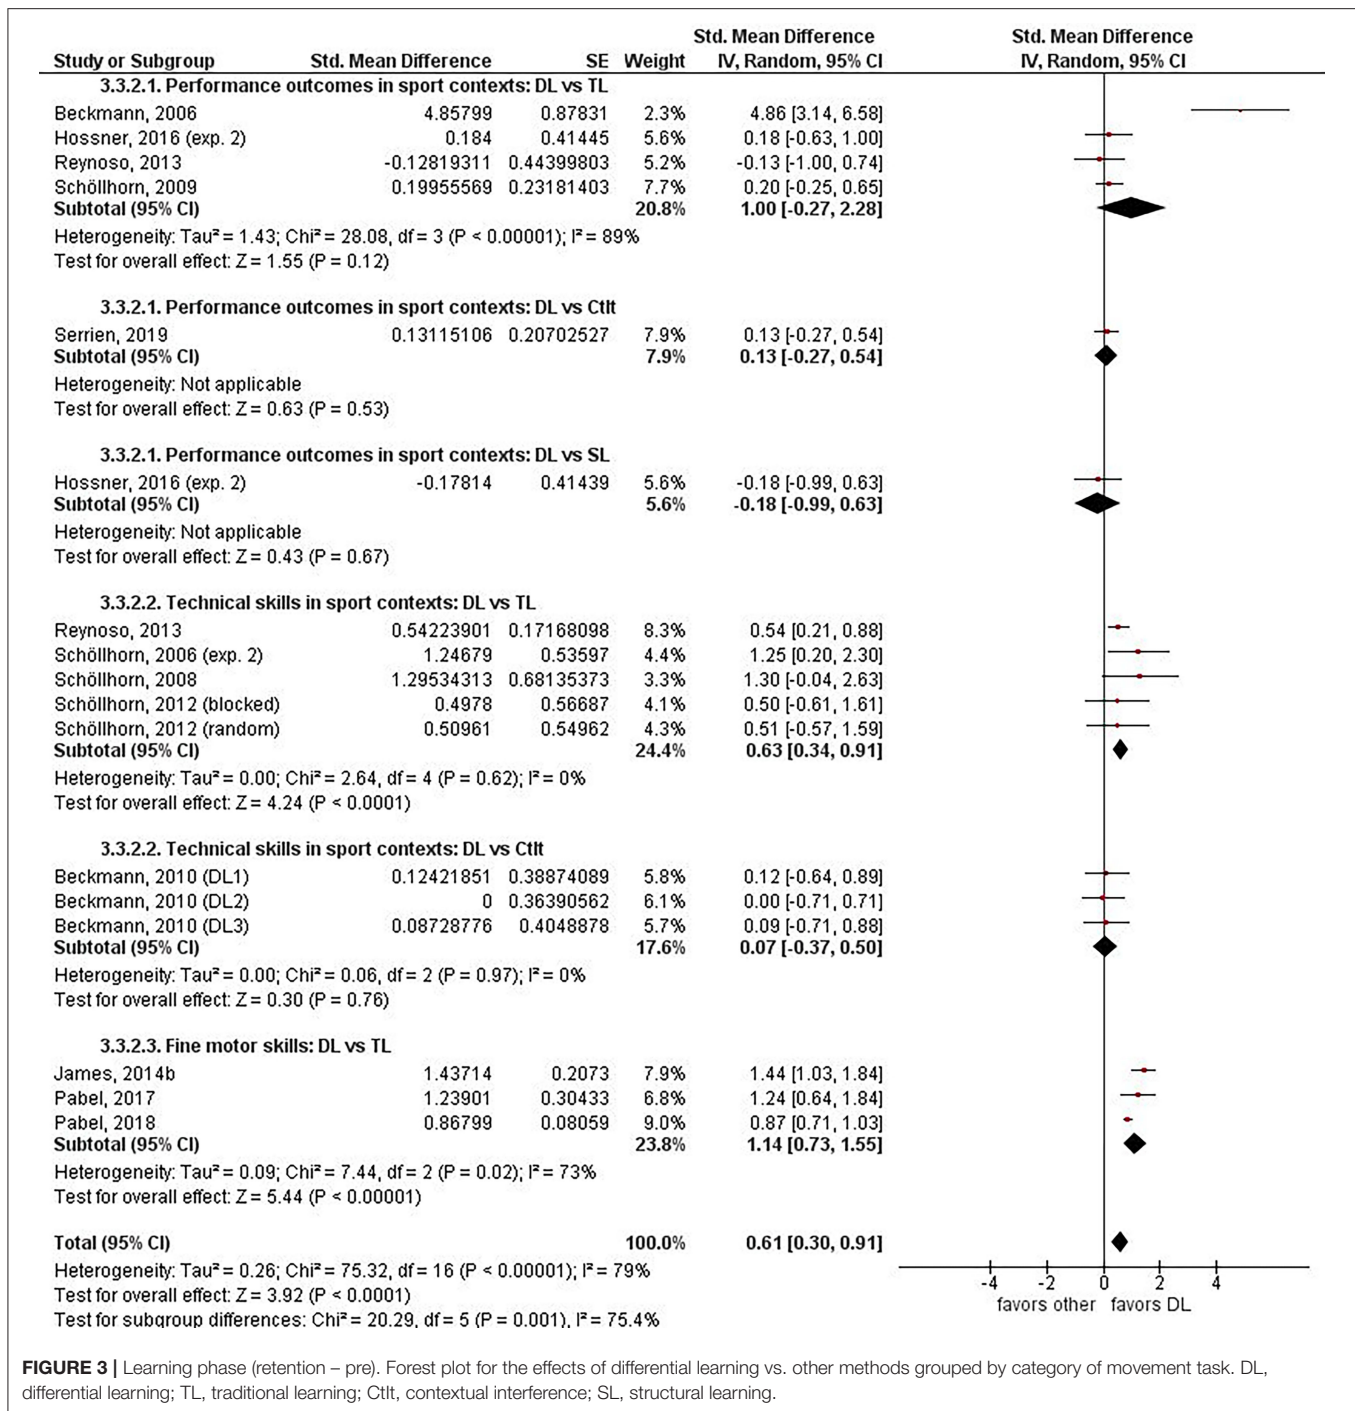 Std. Mean Difference Std. Mean Difference
Study or Subgroup Std. Mean Difference SE Weight IV, Random, 95% CI IV, Random, 95% CI
3.3.2.1. Performance outcomes in sport contexts: DL vs TL
Beckmann, 2006 4.85799 0.87831 2.3% 4.86 [3.14, 6.58]
Hossner, 2016 (exp. 2) 0.184 0.41445 5.6% 0.18 [-0.63, 1.00]
Reynoso, 2013 -0.12819311 0.44399803 5.2% -0.13 [-1.00, 0.74]
Schöllhorn, 2009 0.19955569 0.23181403 7.7% 0.20 [-0.25, 0.65]
Subtotal (95% CI) 20.8% 1.00 [-0.27, 2.28]
Heterogeneity: Tau² = 1.43; Chi² = 28.08, df = 3 (P < 0.00001); I² = 89%
Test for overall effect: Z = 1.55 (P = 0.12)
3.3.2.1. Performance outcomes in sport contexts: DL vs CtIt
Serrien, 2019 0.13115106 0.20702527 7.9% 0.13 [-0.27, 0.54]
Subtotal (95% CI) 7.9% 0.13 [-0.27, 0.54]
Heterogeneity: Not applicable
Test for overall effect: Z = 0.63 (P = 0.53)
3.3.2.1. Performance outcomes in sport contexts: DL vs SL
Hossner, 2016 (exp. 2) -0.17814 0.41439 5.6% -0.18 [-0.99, 0.63]
Subtotal (95% CI) 5.6% -0.18 [-0.99, 0.63]
Heterogeneity: Not applicable
Test for overall effect: Z = 0.43 (P = 0.67)
3.3.2.2. Technical skills in sport contexts: DL vs TL
Reynoso, 2013 0.54223901 0.17168098 8.3% 0.54 [0.21, 0.88]
Schöllhorn, 2006 (exp. 2) 1.24679 0.53597 4.4% 1.25 [0.20, 2.30]
Schöllhorn, 2008 1.29534313 0.68135373 3.3% 1.30 [-0.04, 2.63]
Schöllhorn, 2012 (blocked) 0.4978 0.56687 4.1% 0.50 [-0.61, 1.61]
Schöllhorn, 2012 (random) 0.50961 0.54962 4.3% 0.51 [-0.57, 1.59]
Subtotal (95% CI) 24.4% 0.63 [0.34, 0.91]
Heterogeneity: Tau² = 0.00; Chi² = 2.64, df = 4 (P = 0.62); I² = 0%
Test for overall effect: Z = 4.24 (P < 0.0001)
3.3.2.2. Technical skills in sport contexts: DL vs CtIt
Beckmann, 2010 (DL1) 0.12421851 0.38874089 5.8% 0.12 [-0.64, 0.89]
Beckmann, 2010 (DL2) 0 0.36390562 6.1% 0.00 [-0.71, 0.71]
Beckmann, 2010 (DL3) 0.08728776 0.4048878 5.7% 0.09 [-0.71, 0.88]
Subtotal (95% CI) 17.6% 0.07 [-0.37, 0.50]
Heterogeneity: Tau² = 0.00; Chi² = 0.06, df = 2 (P = 0.97); I² = 0%
Test for overall effect: Z = 0.30 (P = 0.76)
3.3.2.3. Fine motor skills: DL vs TL
James, 2014b 1.43714 0.2073 7.9% 1.44 [1.03, 1.84]
Pabel, 2017 1.23901 0.30433 6.8% 1.24 [0.64, 1.84]
Pabel, 2018 0.86799 0.08059 9.0% 0.87 [0.71, 1.03]
Subtotal (95% CI) 23.8% 1.14 [0.73, 1.55]
Heterogeneity: Tau² = 0.09; Chi² = 7.44, df = 2 (P = 0.02); I² = 73%
Test for overall effect: Z = 5.44 (P < 0.00001)
Total (95% CI) 100.0% 0.61 [0.30, 0.91]
Heterogeneity: Tau² = 0.26; Chi² = 75.32, df = 16 (P < 0.00001); I² = 79%
Test for overall effect: Z = 3.92 (P < 0.0001)
Test for subgroup differences: Chi² = 20.29, df = 5 (P = 0.001), I² = 75.4%
-4 -2 0 2 4
favors other favors DL
FIGURE 3 | Learning phase (retention – pre). Forest plot for the effects of differential learning vs. other methods grouped by category of movement task. DL,
differential learning; TL, traditional learning; CtIt, contextual interference; SL, structural learning.